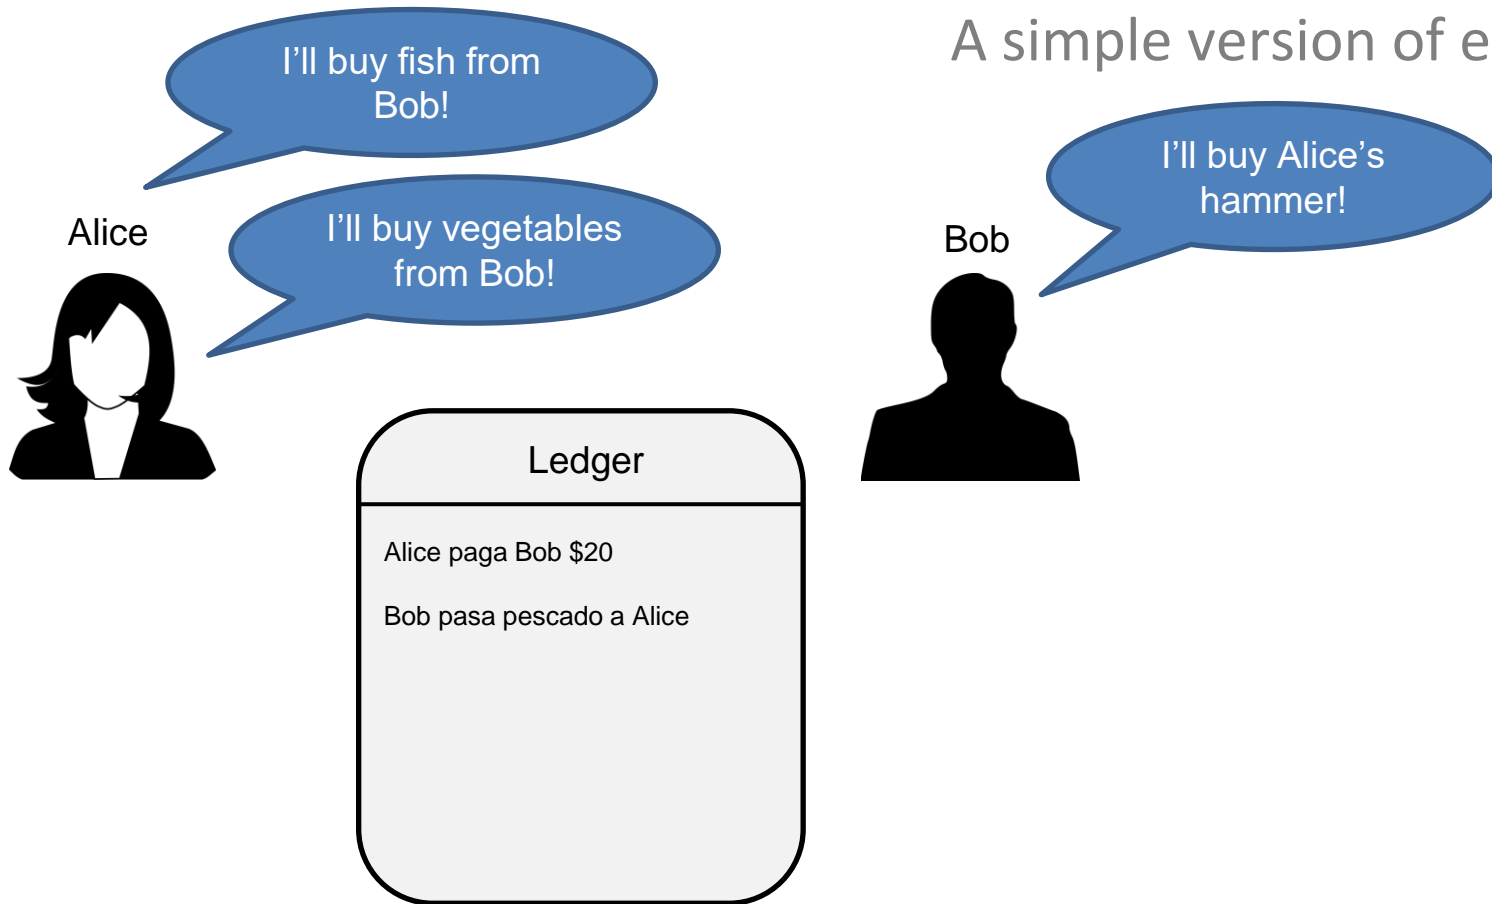 A simple version of e
I’ll buy fish from
Bob!
I’ll buy Alice’s
hammer!
Alice
I’ll buy vegetables
from Bob!
Bob
Ledger
Alice paga Bob $20
Bob pasa pescado a Alice